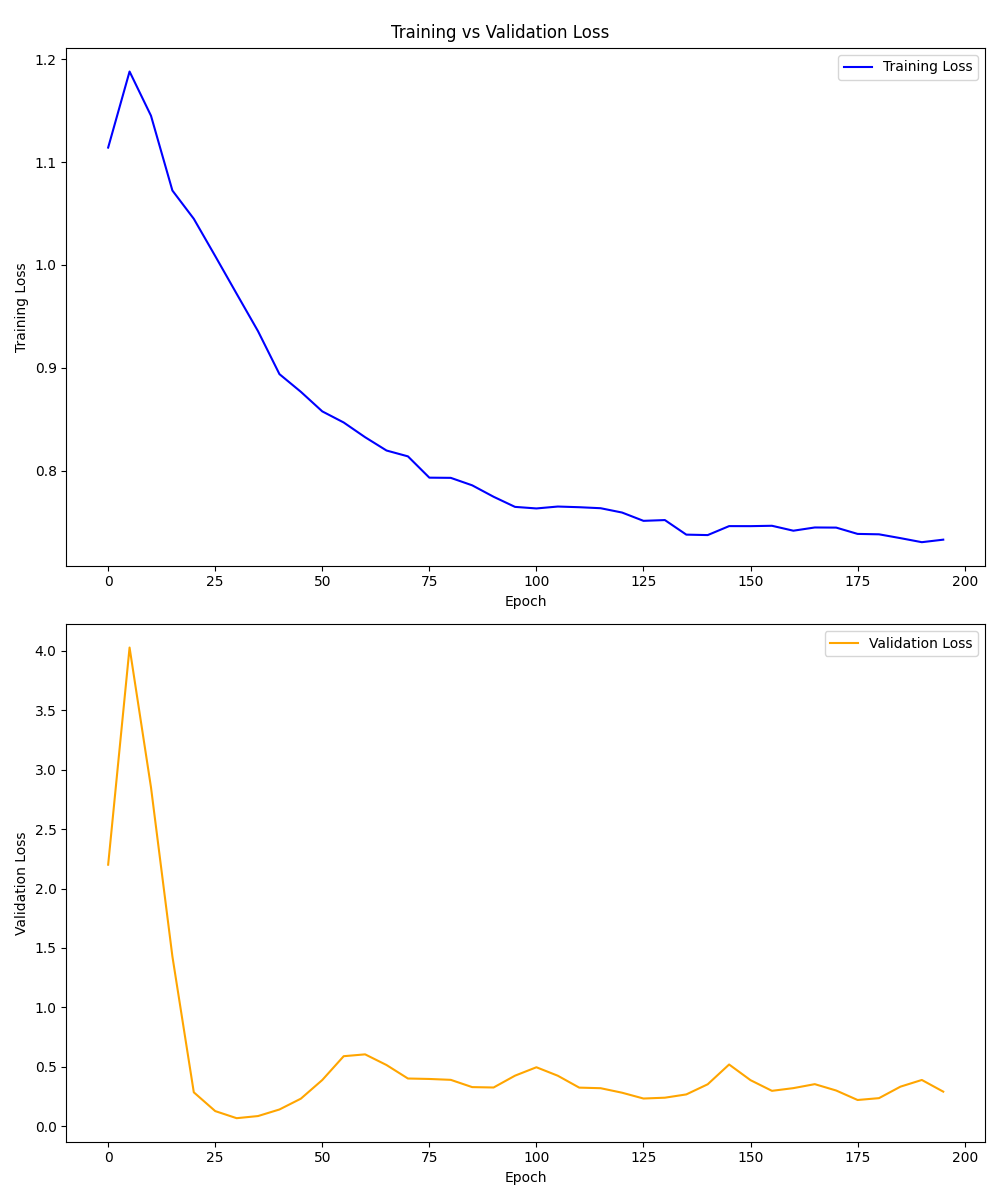 Training vs Validation Loss
Training Loss
1.2
1.1
1.0
0.9
0.8
Training Loss
0 25 50 75 100 125 150 175 200
Epoch
Validation Loss
4.0
3.5
3.0
2.5
2.0
1.5
1.0
0.5
0.0
Validation Loss
0 25 50 75 100 125 150 175 200
Epoch